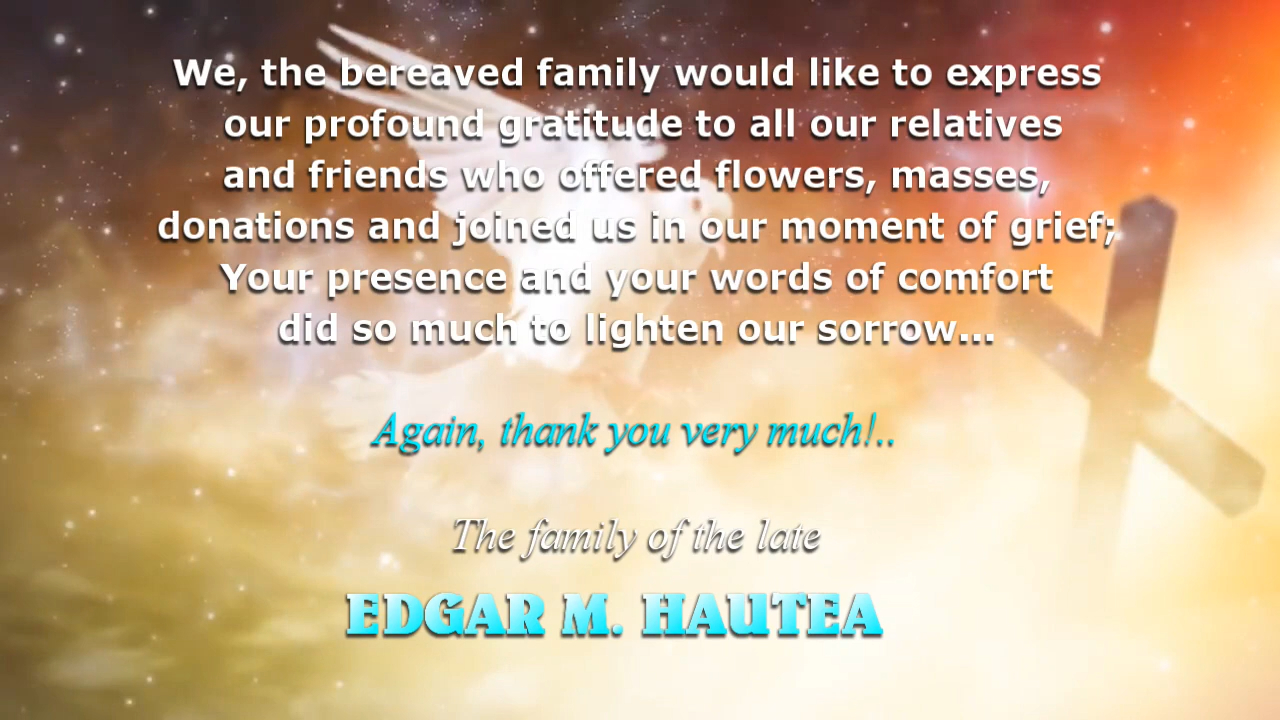 We, the bereaved family would like to express
our profound gratitude to all our relatives
and friends who offered flowers, masses,
donations and joined us in our moment of grief;
Your presence and your words of comfort
did so much to lighten our sorrow...
Again, thank you very much!..
The family of the late
EDGAR M. HAUTEA